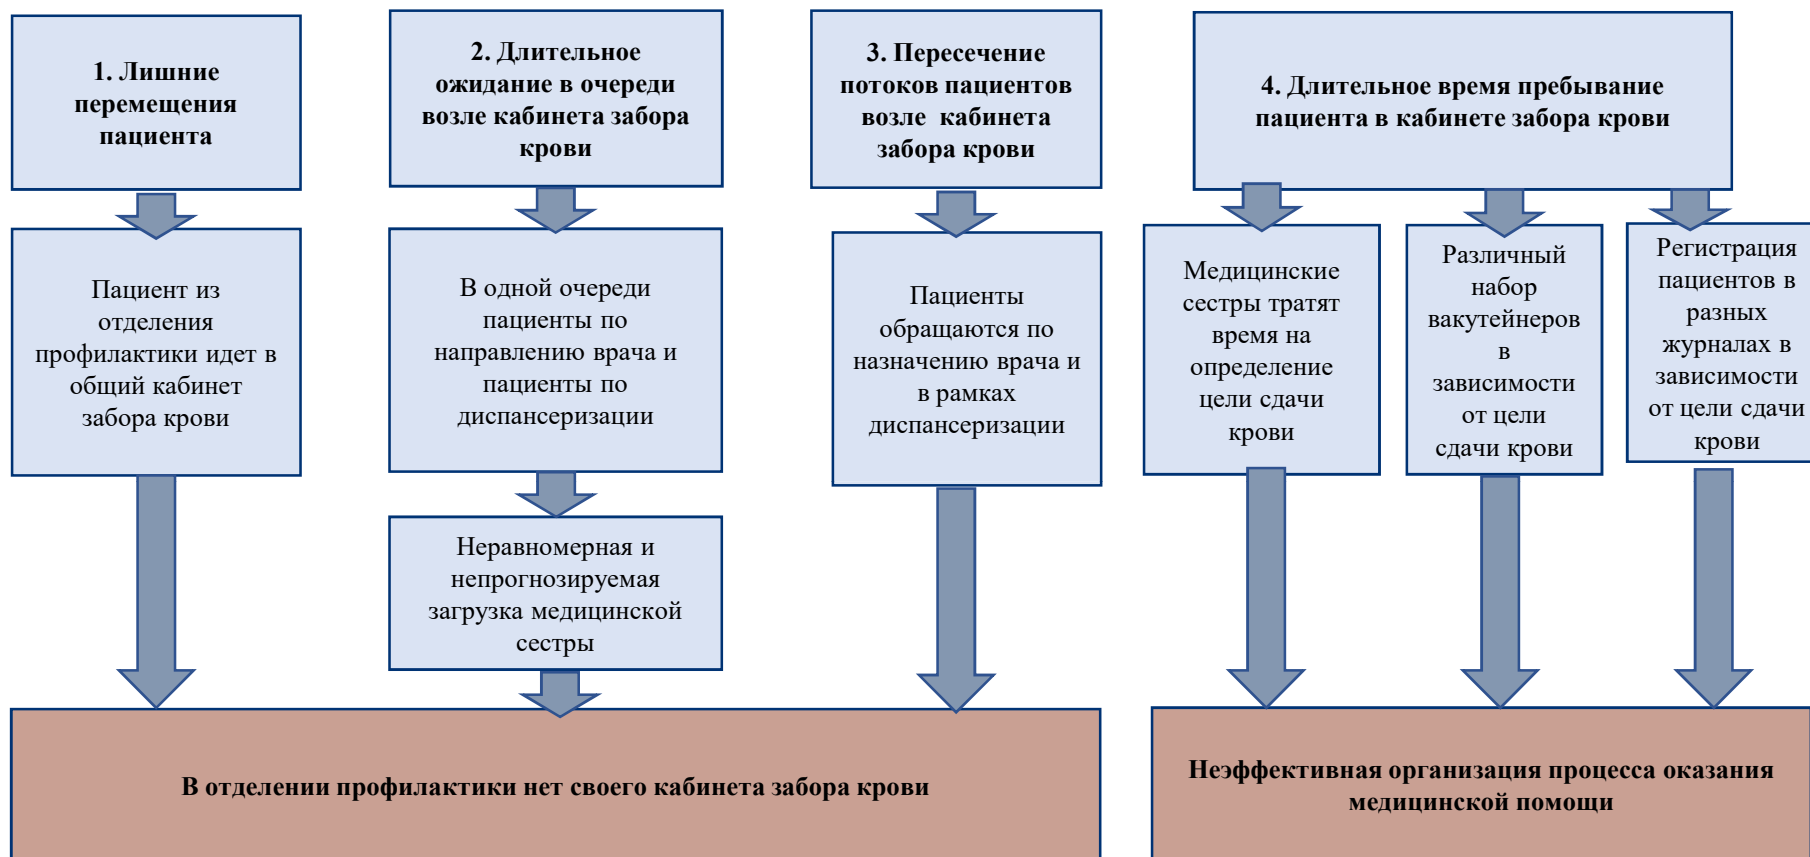 1. Лишние
перемещения
пациента
2. Длительное
ожидание в очереди
возле кабинета забора
крови
3. Пересечение
потоков пациентов
возле кабинета
забора крови
4. Длительное время пребывание
пациента в кабинете забора крови
Пациент из
отделения
профилактики идет в
общий кабинет
забора крови
В одной очереди
пациенты по
направлению врача и
пациенты по
диспансеризации
Пациенты
обращаются по
назначению врача и
в рамках
диспансеризации
Медицинские
сестры тратят
время на
определение
цели сдачи
крови
Различный
набор
вакутейнеров
в
зависимости
от цели
сдачи крови
Регистрация
пациентов в
разных
журналах в
зависимости
от цели сдачи
крови
Неравномерная и
непрогнозируемая
загрузка медицинской
сестры
В отделении профилактики нет своего кабинета забора крови
Неэффективная организация процесса оказания
медицинской помощи